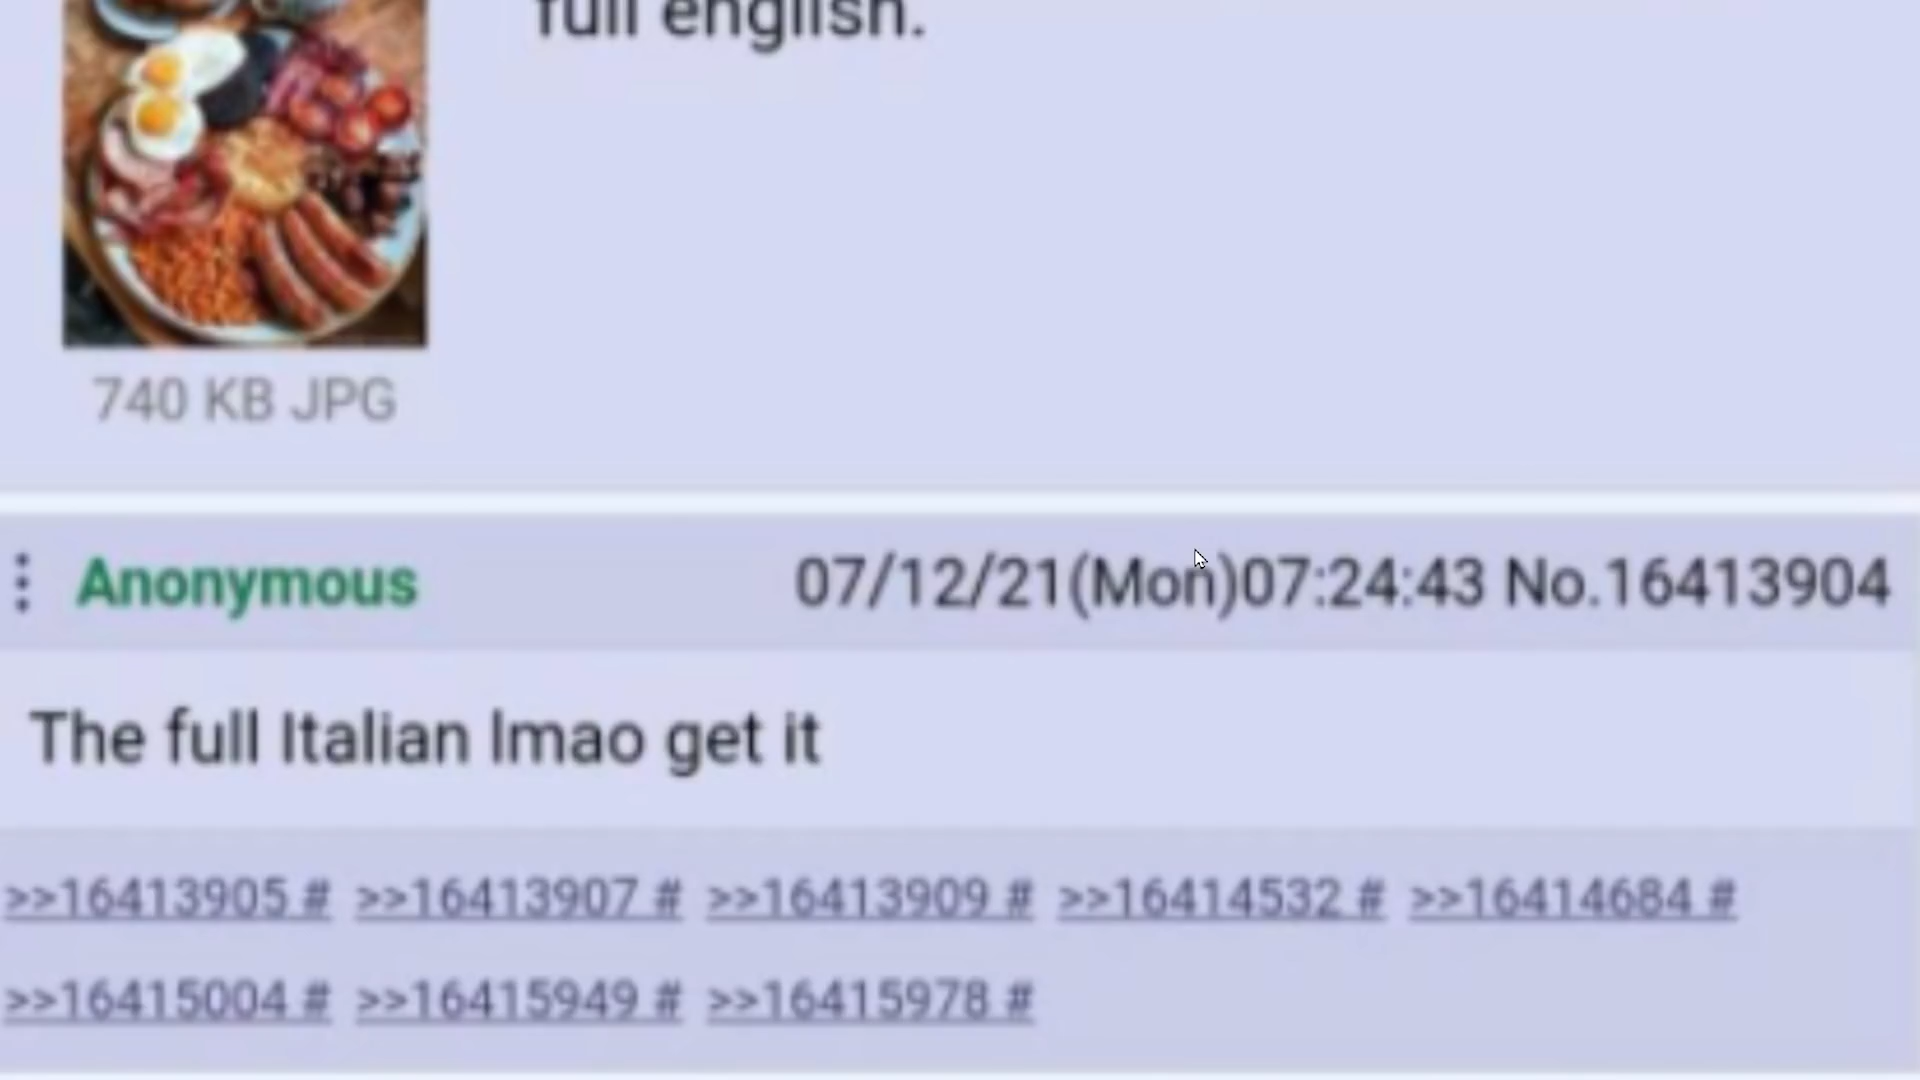 full english.
740 KB JPG
Anonymous 07/12/21(Mon)07:24:43 No.16413904
The full Italian lmao get it
>>16413905 # >>16413907 # >>16413909 # >>16414532 # >>16414684 #
>>16415004 # >>16415949 # >>16415978 #